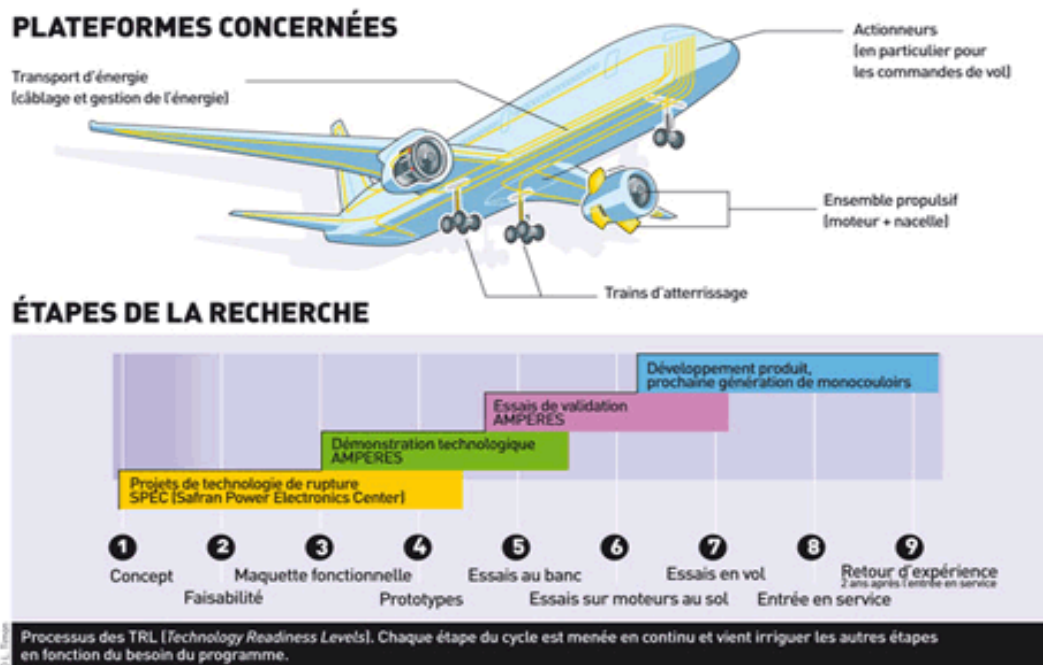 PLATEFORMES CONCERNÉES
Actionneurs
(en particulier pour
les commandes de vol)
Transport d'énergie
(câblage et gestion de l'énergie)
Ensemble propulsif
(moteur + nacelle)
Trains d'atterrissage
ÉTAPES DE LA RECHERCHE
Développement produit,
prochaine génération de monocouloirs
Essais de validation
AMPERES
Démonstration technologique
AMPERES
Projets de technologie de rupture
SPEC (Safran Power Electronics Center)
1 2 3 4 5 6 7 8 9
Concept
Faisabilité
Maquette fonctionnelle
Prototypes
Essais au banc
Essais sur moteurs au sol
Essais en vol
Entrée en service
Retour d'expérience
2 ans après l'entrée en service
Processus des TRL (Technology Readiness Levels). Chaque étape du cycle est menée en continu et vient irriguer les autres étapes
en fonction du besoin du programme.